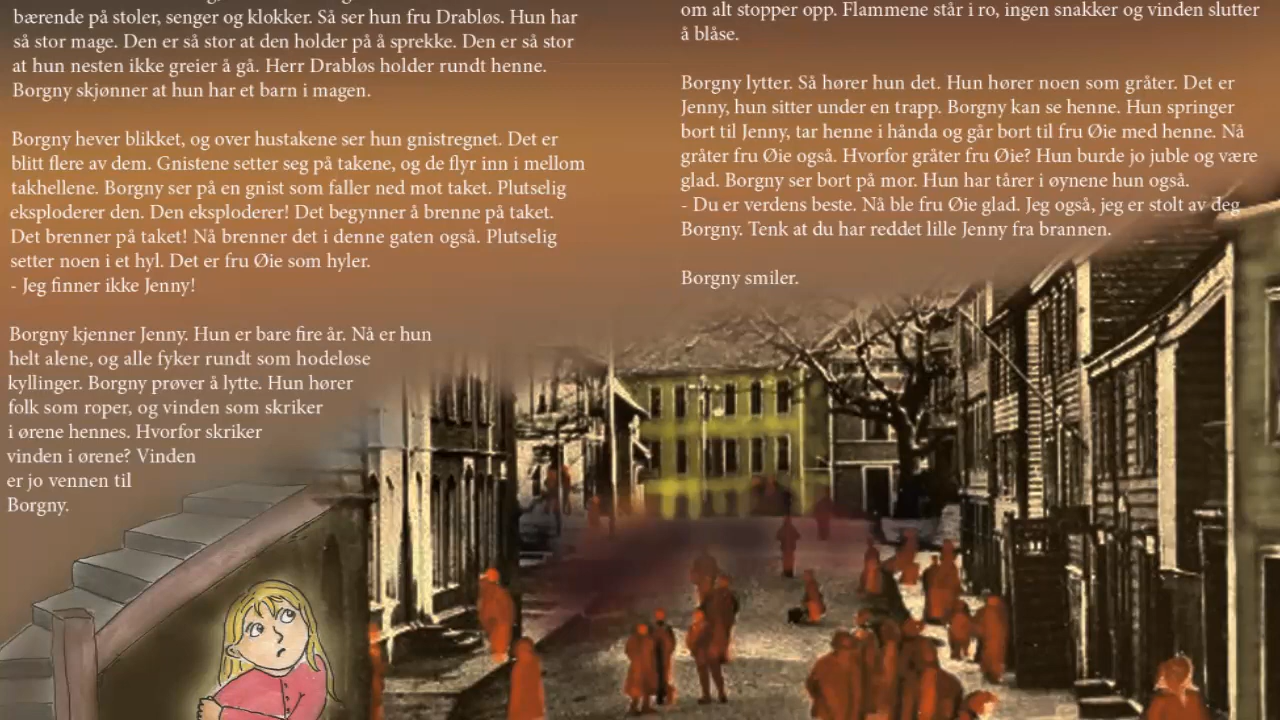 bærende på stoler, senger og klokker. Så ser hun fru Drabløs. Hun har
så stor mage. Den er så stor at den holder på å sprekke. Den er så stor
at hun nesten ikke greier å gå. Herr Drabløs holder rundt henne.
Borgny skjønner at hun har et barn i magen.
Borgny hever blikket, og over hustakene ser hun gnistregnet. Det er
blitt flere av dem. Gnistene setter seg på takene, og de flyr inn i mellom
takhellene. Borgny ser på en gnist som faller ned mot taket. Plutselig
eksploderer den. Den eksploderer! Det begynner å brenne på taket.
Det brenner på taket! Nå brenner det i denne gaten også. Plutselig
setter noen i et hyl. Det er fru Øie som hyler.
- Jeg finner ikke Jenny!
Borgny kjenner Jenny. Hun er bare fire år. Nå er hun
helt alene, og alle fyker rundt som hodeløse
kyllinger. Borgny prøver å lytte. Hun hører
folk som roper, og vinden som skriker
i ørene hennes. Hvorfor skriker
vinden i ørene? Vinden
er jo vennen til
Borgny.
om alt stopper opp. Flammene står i ro, ingen snakker og vinden slutter
å blåse.
Borgny lytter. Så hører hun det. Hun hører noen som gråter. Det er
Jenny, hun sitter under en trapp. Borgny kan se henne. Hun springer
bort til Jenny, tar henne i hånda og går bort til fru Øie med henne. Nå
gråter fru Øie også. Hvorfor gråter fru Øie? Hun burde jo juble og være
glad. Borgny ser bort på mor. Hun har tårer i øynene hun også.
- Du er verdens beste. Nå ble fru Øie glad. Jeg også, jeg er stolt av deg
Borgny. Tenk at du har reddet lille Jenny fra brannen.
Borgny smiler.